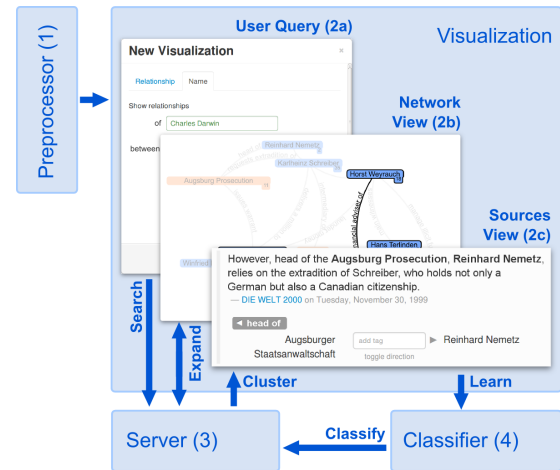 Preprocessor (1)
User Query (2a)
Visualization
New Visualization
×
Relationship
Name
Show relationships
of
Charles Darwin
between
Network
View (2b)
Reinhard Nemetz
Karlheinz Schreiber
Augsburg Prosecution
Horst Weyrauch
financial adviser of
Hans Terlinden
Sources
View (2c)
However, head of the Augsburg Prosecution, Reinhard Nemetz,
relies on the extradition of Schreiber, who holds not only a
German but also a Canadian citizenship.
— DIE WELT 2000 on Tuesday, November 30, 1999
◄ head of
Augsburger
Staatsanwaltschaft
add tag
► Reinhard Nemetz
toggle direction
Search
Expand
Cluster
Learn
Server (3)
Classify
Classifier (4)